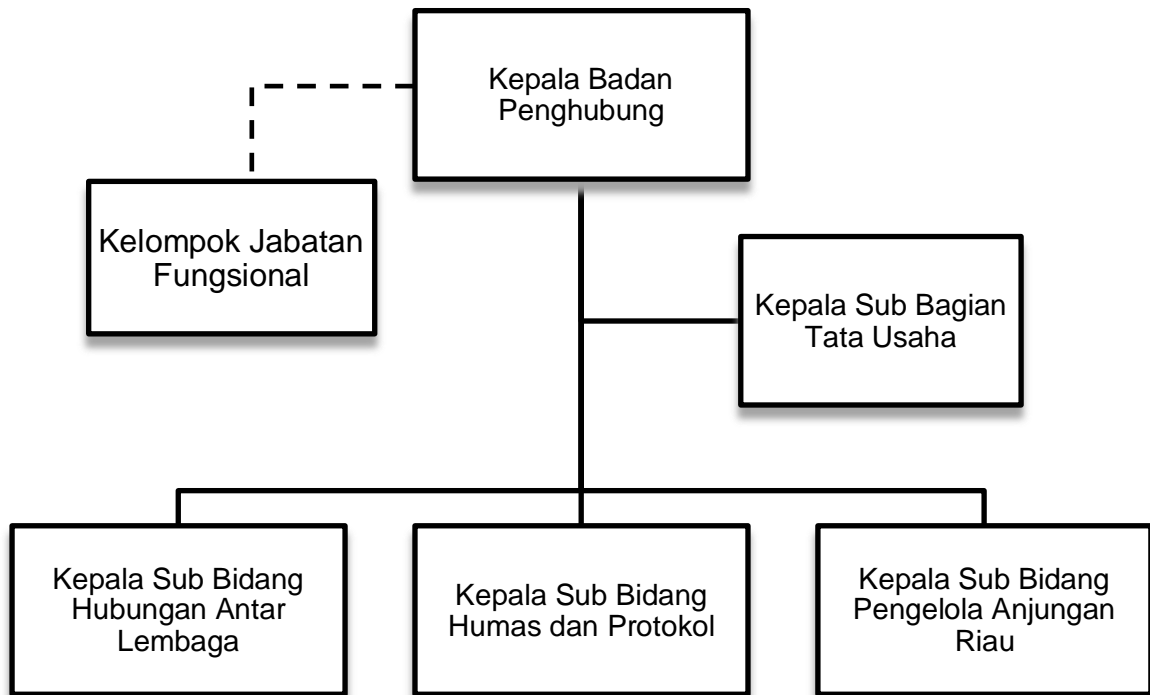 Kepala Badan
Penghubung
Kelompok Jabatan
Fungsional
Kepala Sub Bagian
Tata Usaha
Kepala Sub Bidang
Hubungan Antar
Lembaga
Kepala Sub Bidang
Humas dan Protokol
Kepala Sub Bidang
Pengelola Anjungan
Riau